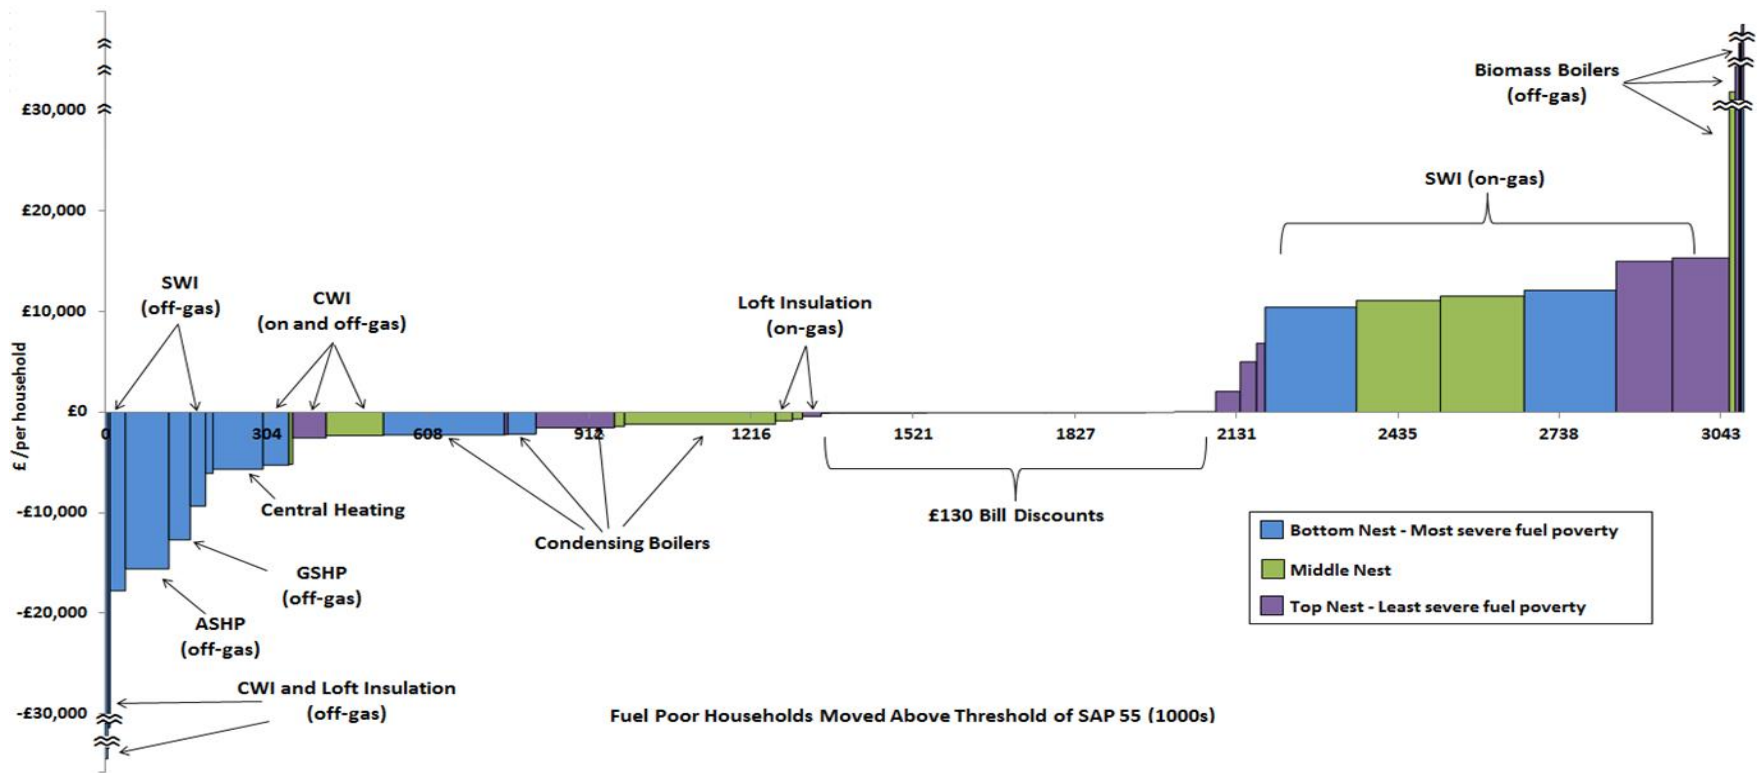 £30,000
£20,000
£10,000
£0
-£10,000
-£20,000
-£30,000
£ /per household
SWI
(off-gas)
CWI
(on and off-gas)
Loft Insulation
(on-gas)
SWI (on-gas)
Biomass Boilers
(off-gas)
0
304
608
912
1216
1521
1827
2131
2435
2738
3043
Central Heating
Condensing Boilers
£130 Bill Discounts
GSHP
(off-gas)
ASHP
(off-gas)
CWI and Loft Insulation
(off-gas)
Bottom Nest - Most severe fuel poverty
Middle Nest
Top Nest - Least severe fuel poverty
Fuel Poor Households Moved Above Threshold of SAP 55 (1000s)